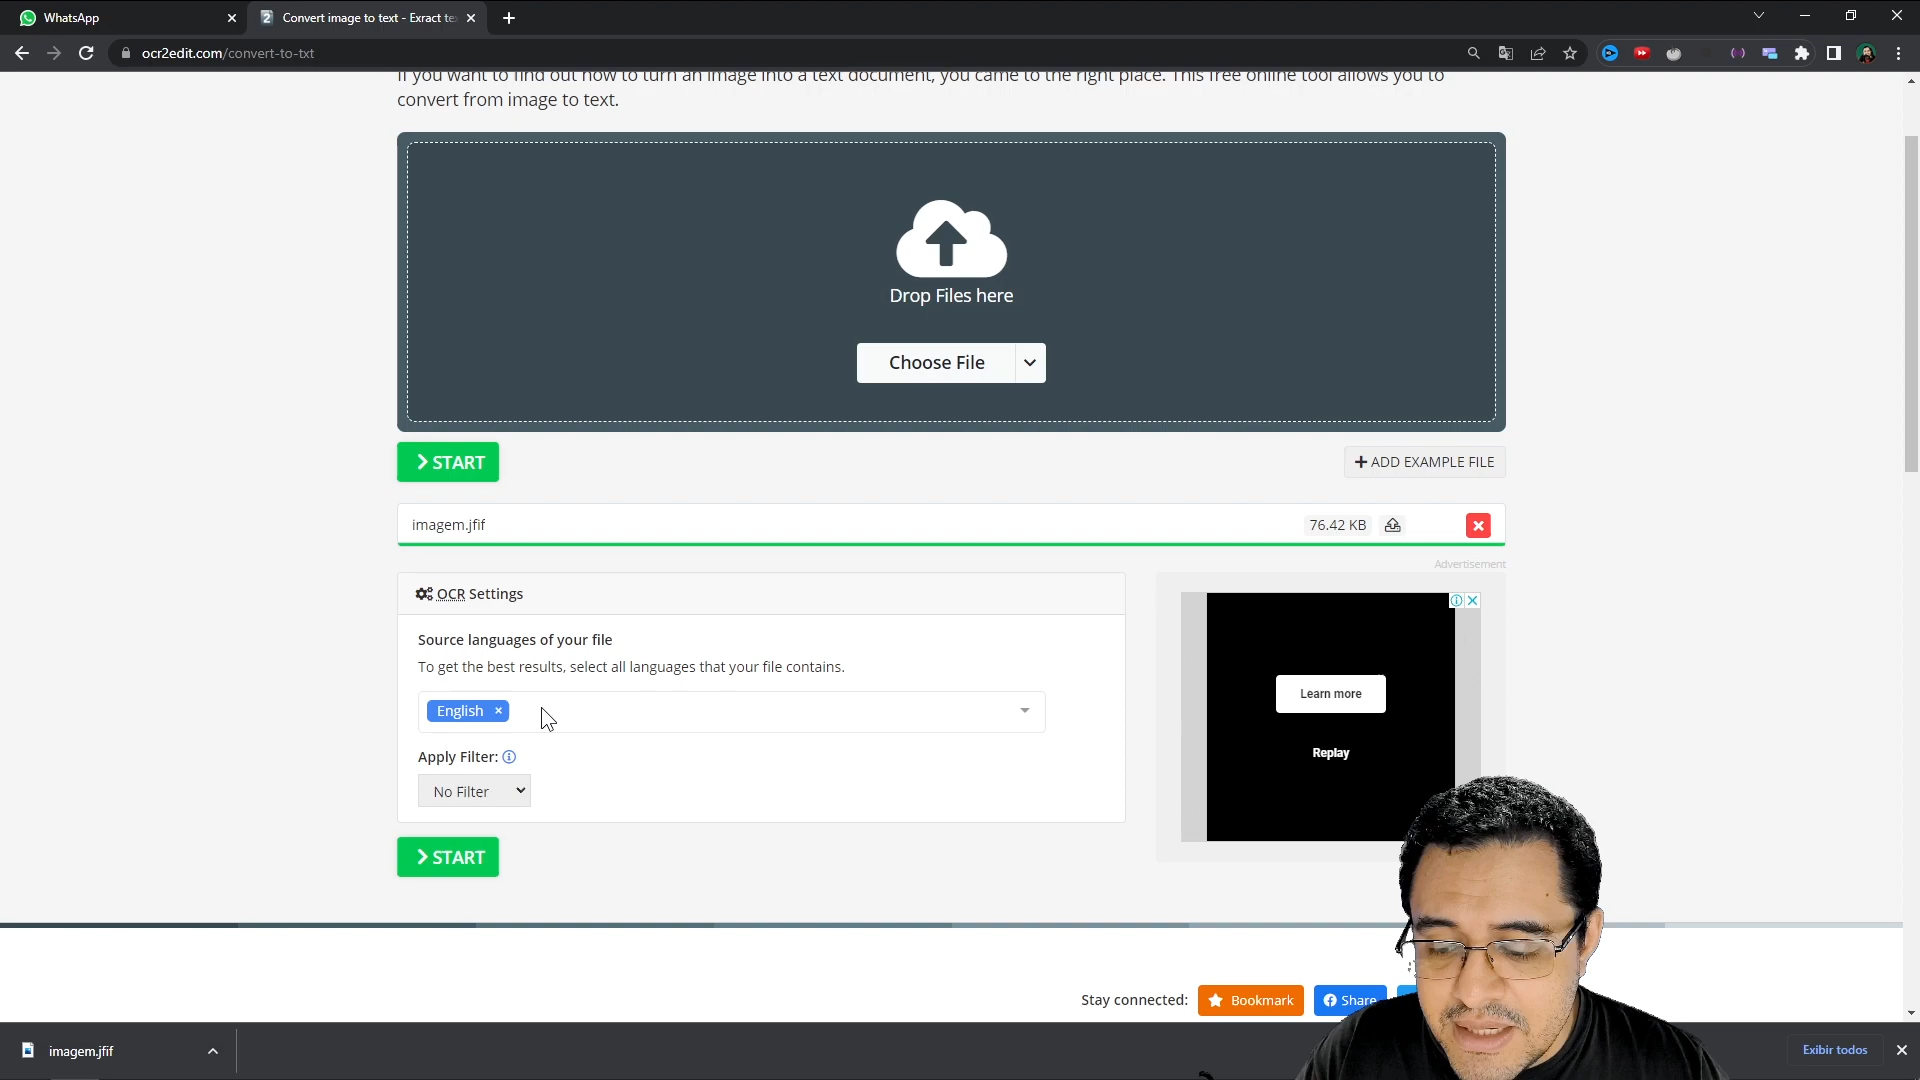 WhatsApp
Convert image to text - Exract te
ocr2edit.com/convert-to-txt
If you want to find out how to turn an image into a text document, you came to the right place. This free online tool allows you to
convert from image to text.
Drop Files here
Choose File
START
ADD EXAMPLE FILE
imagem.jfif
76.42 KB
Advertisement
OCR Settings
Source languages of your file
To get the best results, select all languages that your file contains.
English ×
Apply Filter:
No Filter
Learn more
Replay
START
Stay connected:
Bookmark
Share
imagem.jfif
Exibir todos